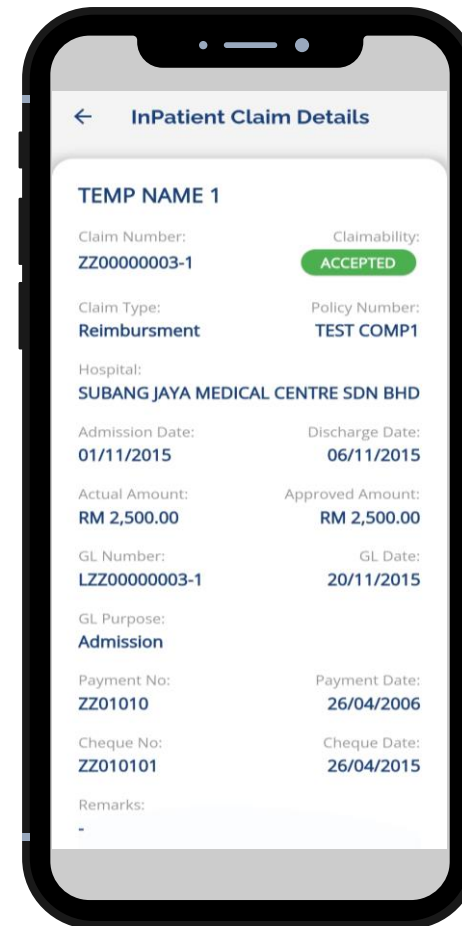 ← InPatient Claim Details
TEMP NAME 1
Claim Number: Claimability:
ZZ00000003-1 ACCEPTED
Claim Type: Policy Number:
Reimbursment TEST COMP1
Hospital:
SUBANG JAYA MEDICAL CENTRE SDN BHD
Admission Date: Discharge Date:
01/11/2015 06/11/2015
Actual Amount: Approved Amount:
RM 2,500.00 RM 2,500.00
GL Number: GL Date:
LZZ00000003-1 20/11/2015
GL Purpose:
Admission
Payment No: Payment Date:
ZZ01010 26/04/2006
Cheque No: Cheque Date:
ZZ010101 26/04/2015
Remarks:
-